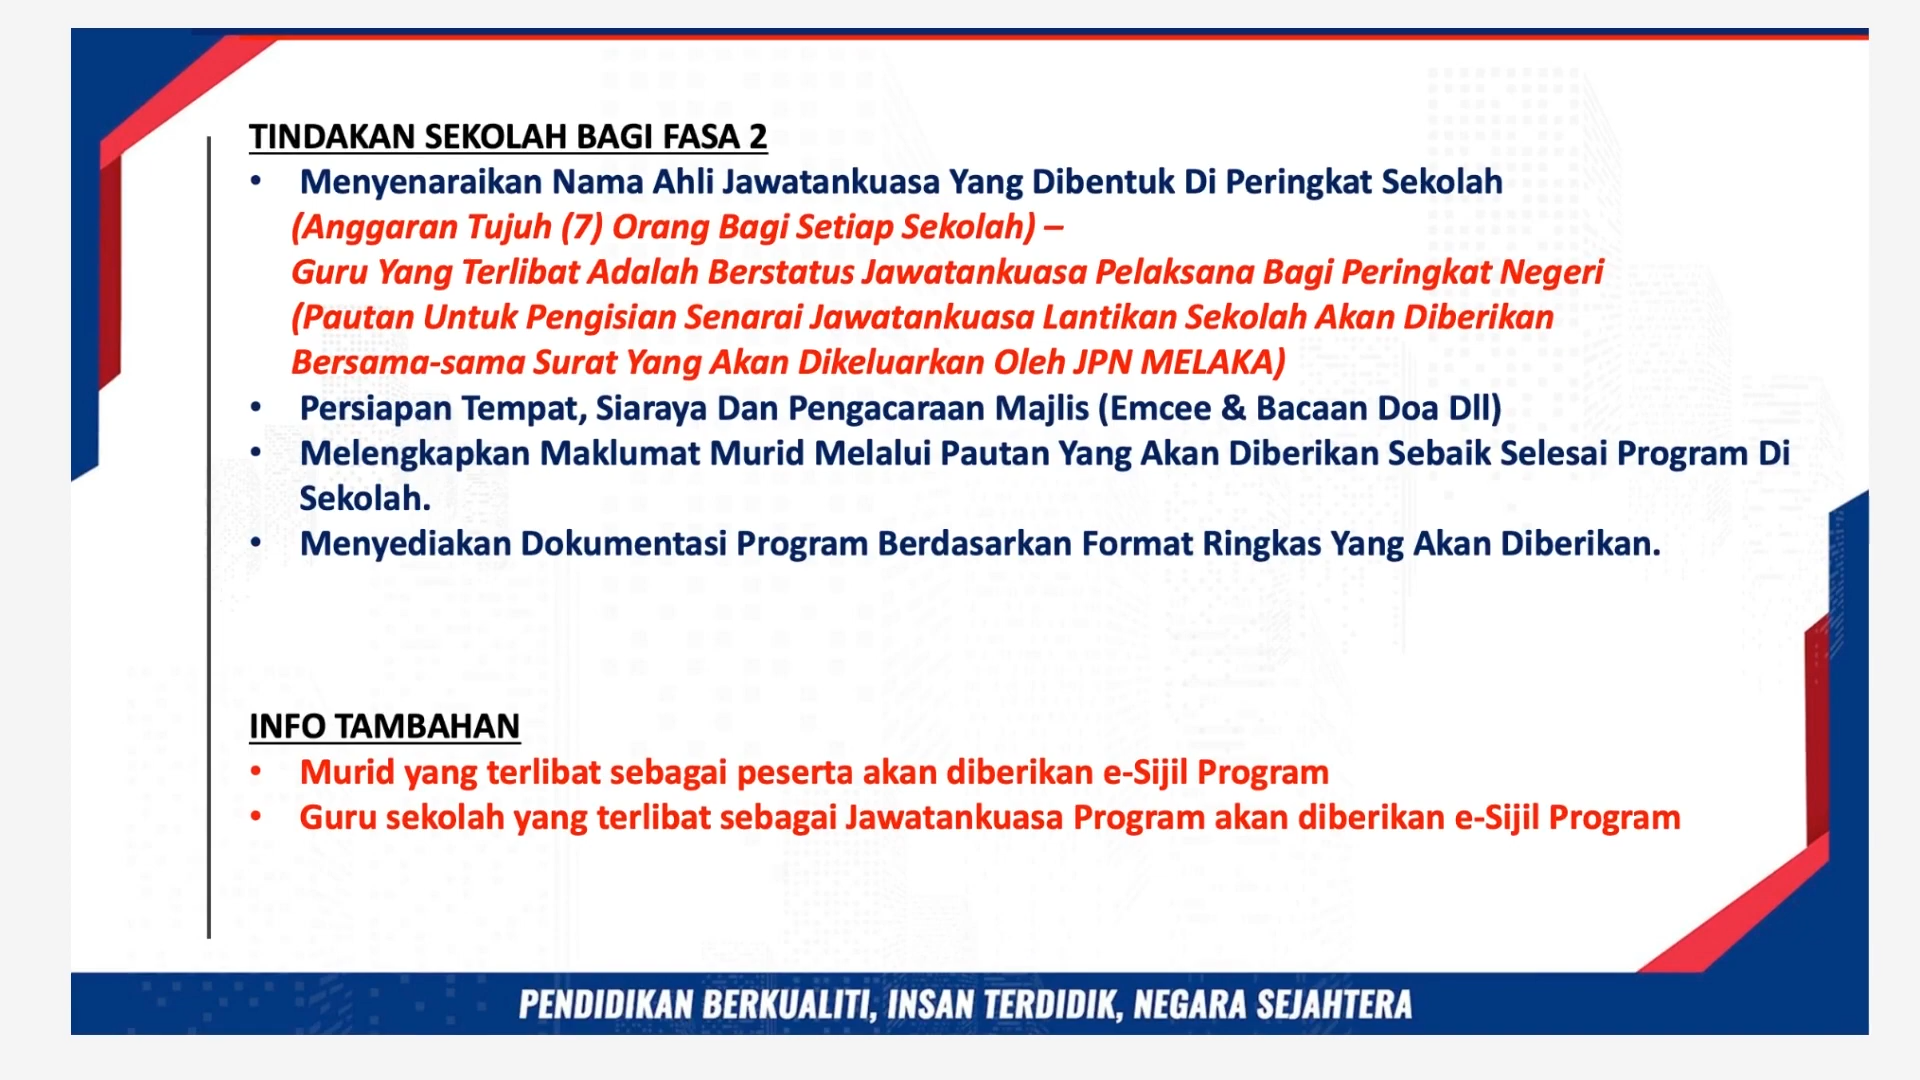 TINDAKAN SEKOLAH BAGI FASA 2
• Menyenaraikan Nama Ahli Jawatankuasa Yang Dibentuk Di Peringkat Sekolah
(Anggaran Tujuh (7) Orang Bagi Setiap Sekolah) –
Guru Yang Terlibat Adalah Berstatus Jawatankuasa Pelaksana Bagi Peringkat Negeri
(Pautan Untuk Pengisian Senarai Jawatankuasa Lantikan Sekolah Akan Diberikan
Bersama-sama Surat Yang Akan Dikeluarkan Oleh JPN MELAKA)
• Persiapan Tempat, Siaraya Dan Pengacaraan Majlis (Emcee & Bacaan Doa Dll)
• Melengkapkan Maklumat Murid Melalui Pautan Yang Akan Diberikan Sebaik Selesai Program Di
Sekolah.
• Menyediakan Dokumentasi Program Berdasarkan Format Ringkas Yang Akan Diberikan.
INFO TAMBAHAN
• Murid yang terlibat sebagai peserta akan diberikan e-Sijil Program
• Guru sekolah yang terlibat sebagai Jawatankuasa Program akan diberikan e-Sijil Program
PENDIDIKAN BERKUALITI, INSAN TERDIDIK, NEGARA SEJAHTERA